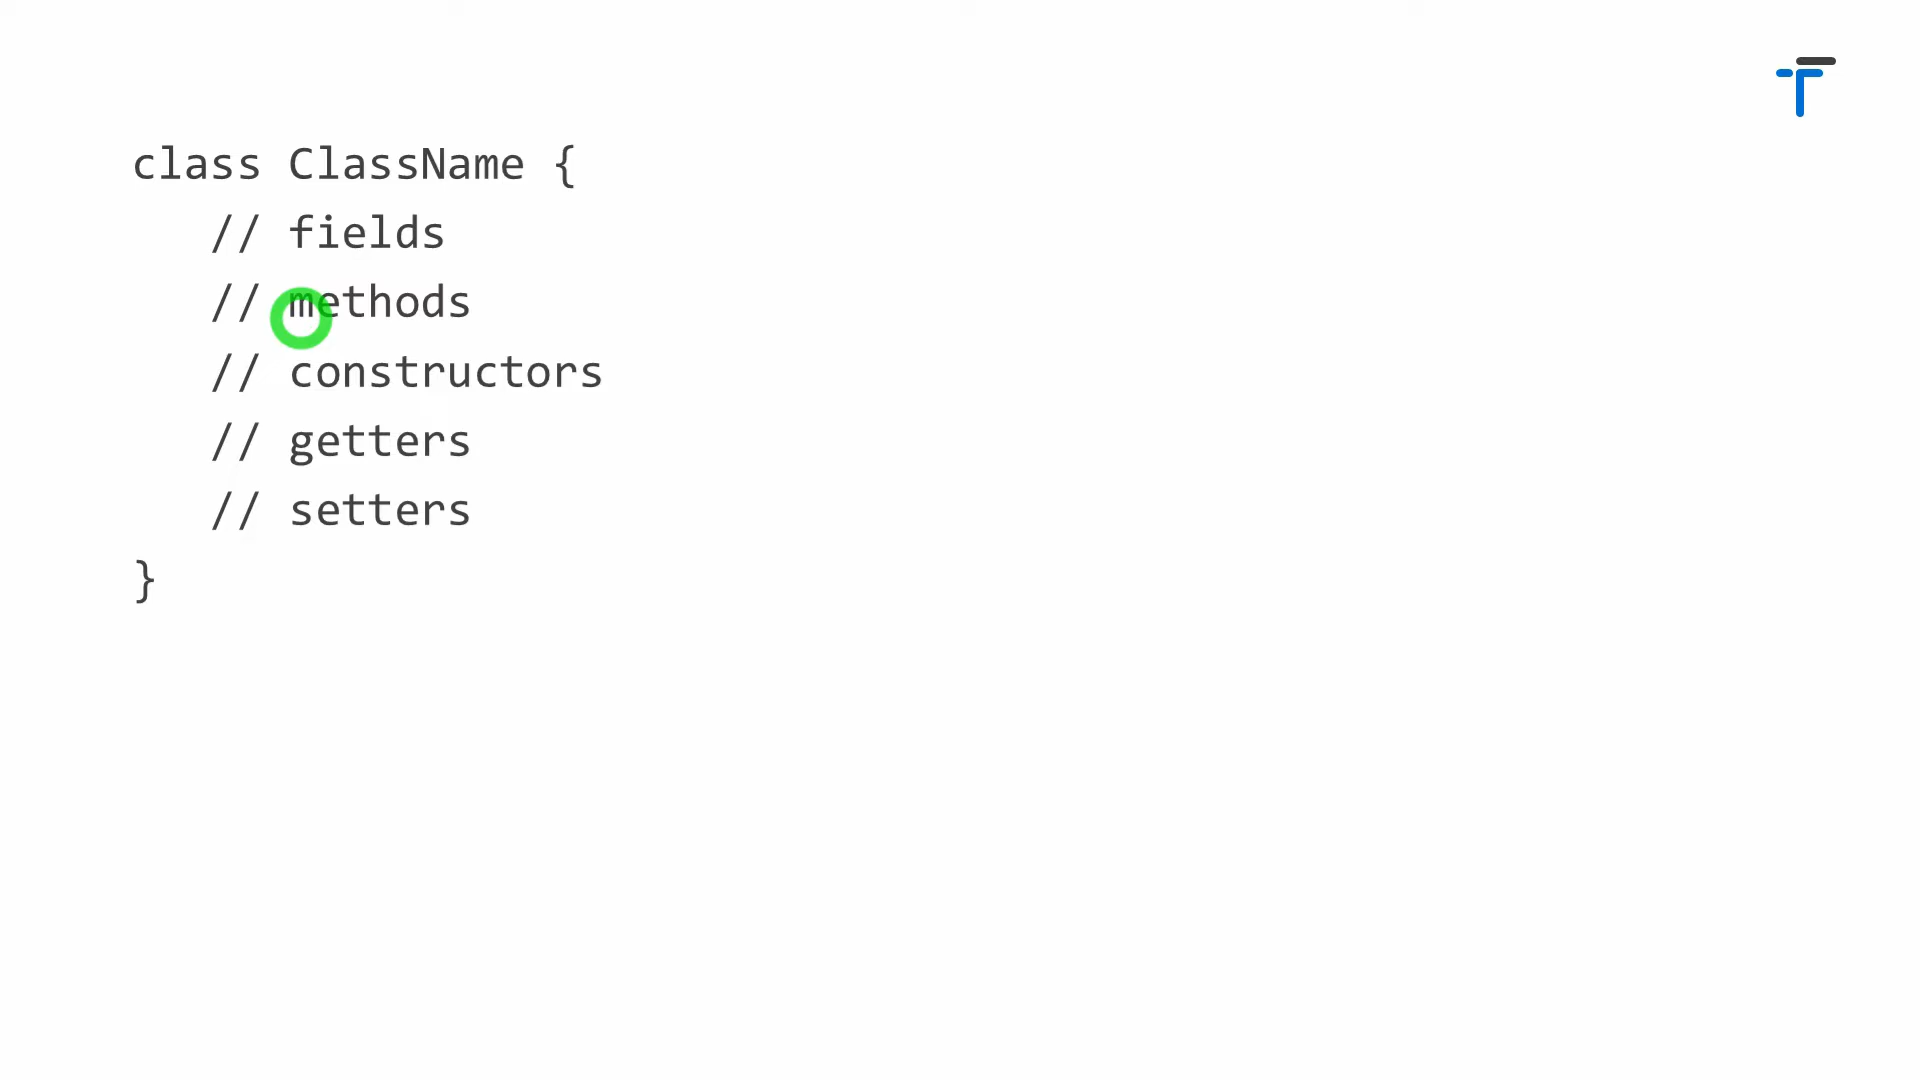 class ClassName {
// fields
// methods
// constructors
// getters
// setters
}